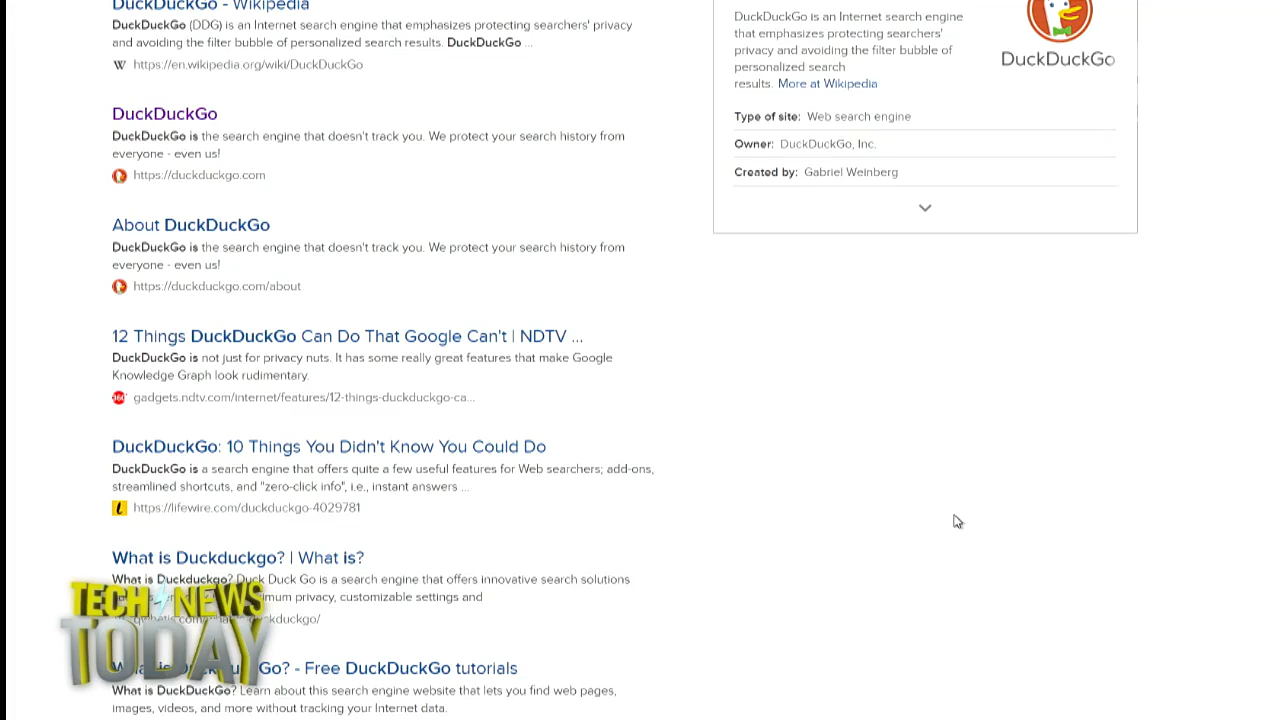 DuckDuckGo - Wikipedia
DuckDuckGo (DDG) is an Internet search engine that emphasizes protecting searchers' privacy
and avoiding the filter bubble of personalized search results. DuckDuckGo ...
W https://en.wikipedia.org/wiki/DuckDuckGo
DuckDuckGo
DuckDuckGo is the search engine that doesn't track you. We protect your search history from
everyone - even us!
https://duckduckgo.com
About DuckDuckGo
DuckDuckGo is the search engine that doesn't track you. We protect your search history from
everyone - even us!
https://duckduckgo.com/about
12 Things DuckDuckGo Can Do That Google Can't | NDTV ...
DuckDuckGo is not just for privacy nuts. It has some really great features that make Google
Knowledge Graph look rudimentary.
360 gadgets.ndtv.com/internet/features/12-things-duckduckgo-ca...
DuckDuckGo: 10 Things You Didn't Know You Could Do
DuckDuckGo is a search engine that offers quite a few useful features for Web searchers; add-ons,
streamlined shortcuts, and "zero-click info", i.e., instant answers ...
https://lifewire.com/duckduckgo-4029781
What is Duckduckgo? | What is?
What is Duckduckgo? Duck Duck Go is a search engine that offers innovative search solutions
privacy, customizable settings and
Go? - Free DuckDuckGo tutorials
What is DuckDuckGo? Learn about this search engine website that lets you find web pages,
images, videos, and more without tracking your Internet data.
TECH NEWS
TODAY
DuckDuckGo is an Internet search engine
that emphasizes protecting searchers'
privacy and avoiding the filter bubble of
personalized search
results. More at Wikipedia
DuckDuckGo
Type of site: Web search engine
Owner: DuckDuckGo, Inc.
Created by: Gabriel Weinberg